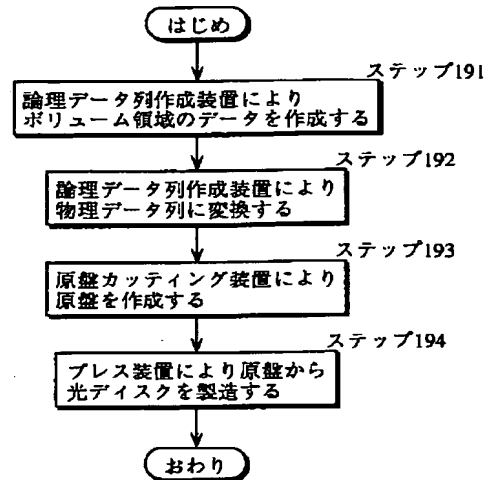 はじめ
ステップ191
論理データ列作成装置により
ボリューム領域のデータを作成する
ステップ192
論理データ列作成装置により
物理データ列に変換する
ステップ193
原盤カッティング装置により
原盤を作成する
ステップ194
プレス装置により原盤から
光ディスクを製造する
おわり